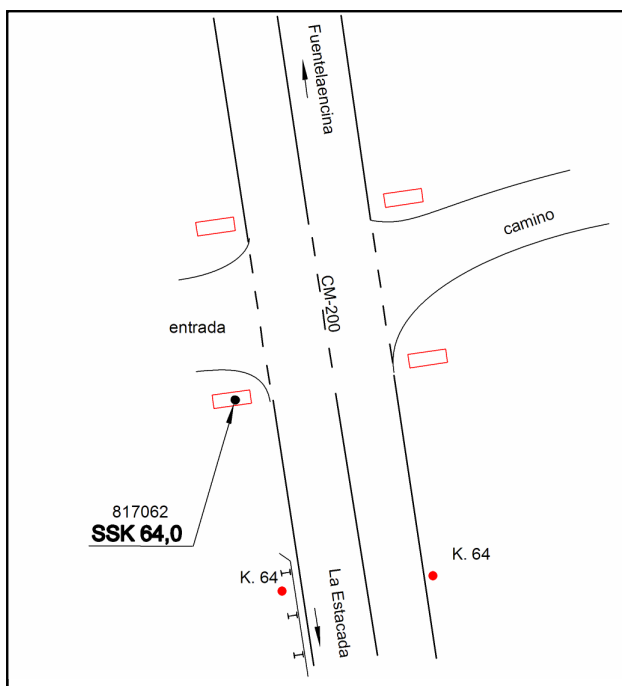 Fuentelaencina
camino
CM-200
entrada
817062
SSK 64,0
K. 64
K. 64
La Estacada